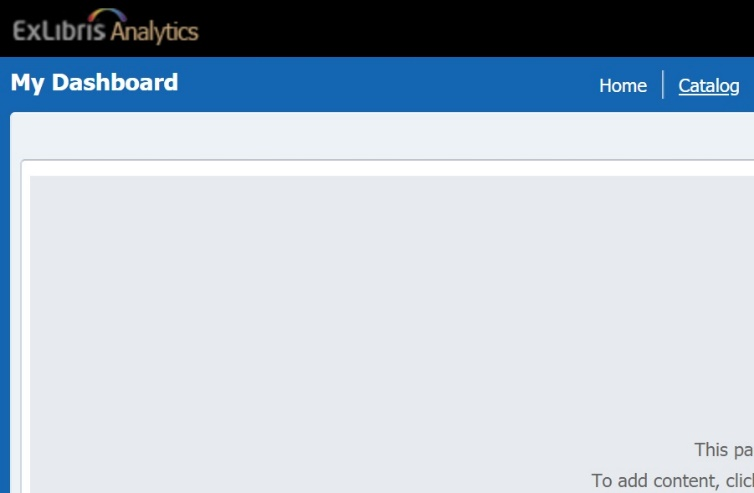 ExLibris Analytics
My Dashboard
Home
Catalog
This pa
To add content, clic